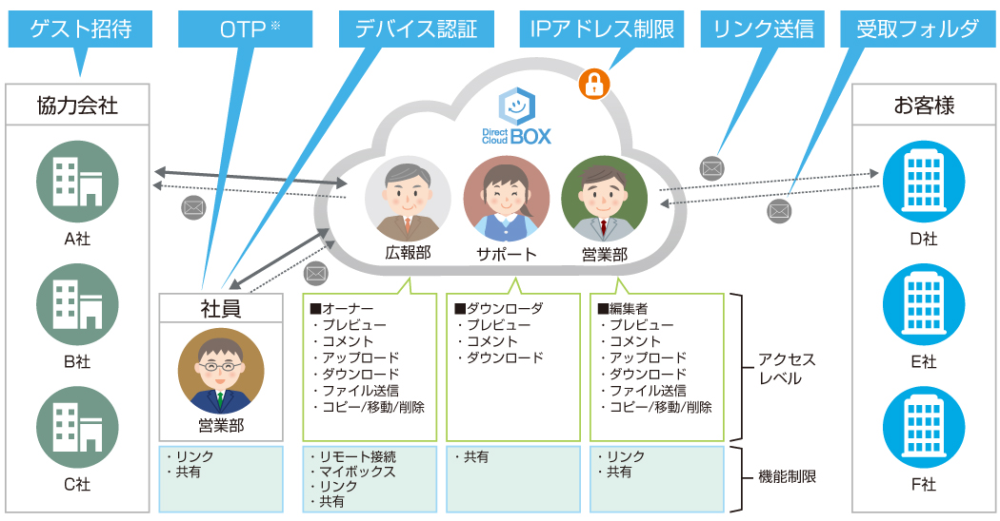 ゲスト招待
OTP※
デバイス認証
IPアドレス制限
リンク送信
受取フォルダ
協力会社
A社
B社
C社
Direct
Cloud BOX
広報部
サポート
営業部
お客様
D社
E社
F社
社員
営業部
・リンク
・共有
■オーナー
・プレビュー
・コメント
・アップロード
・ダウンロード
・ファイル送信
・コピー/移動/削除
・リモート接続
・マイボックス
・リンク
・共有
■ダウンローダ
・プレビュー
・コメント
・ダウンロード
・共有
■編集者
・プレビュー
・コメント
・アップロード
・ダウンロード
・ファイル送信
・コピー/移動/削除
・リンク
・共有
アクセス
レベル
機能制限